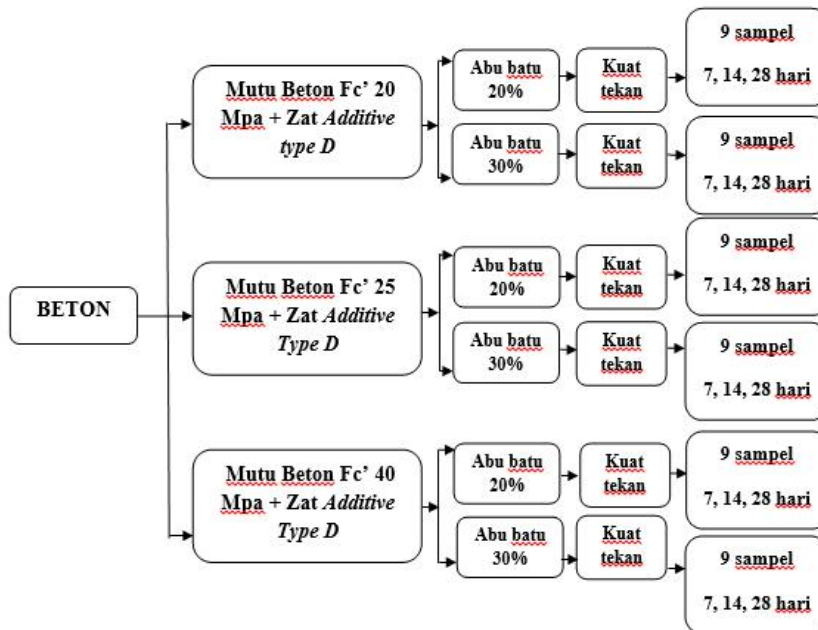 BETON
Mutu Beton Fc’ 20
Mpa + Zat Additive
type D
Abu batu
20%
Kuat
tekan
9 sampel
7, 14, 28 hari
Abu batu
30%
Kuat
tekan
9 sampel
7, 14, 28 hari
Mutu Beton Fc’ 25
Mpa + Zat Additive
Type D
Abu batu
20%
Kuat
tekan
9 sampel
7, 14, 28 hari
Abu batu
30%
Kuat
tekan
9 sampel
7, 14, 28 hari
Mutu Beton Fc’ 40
Mpa + Zat Additive
Type D
Abu batu
20%
Kuat
tekan
9 sampel
7, 14, 28 hari
Abu batu
30%
Kuat
tekan
9 sampel
7, 14, 28 hari